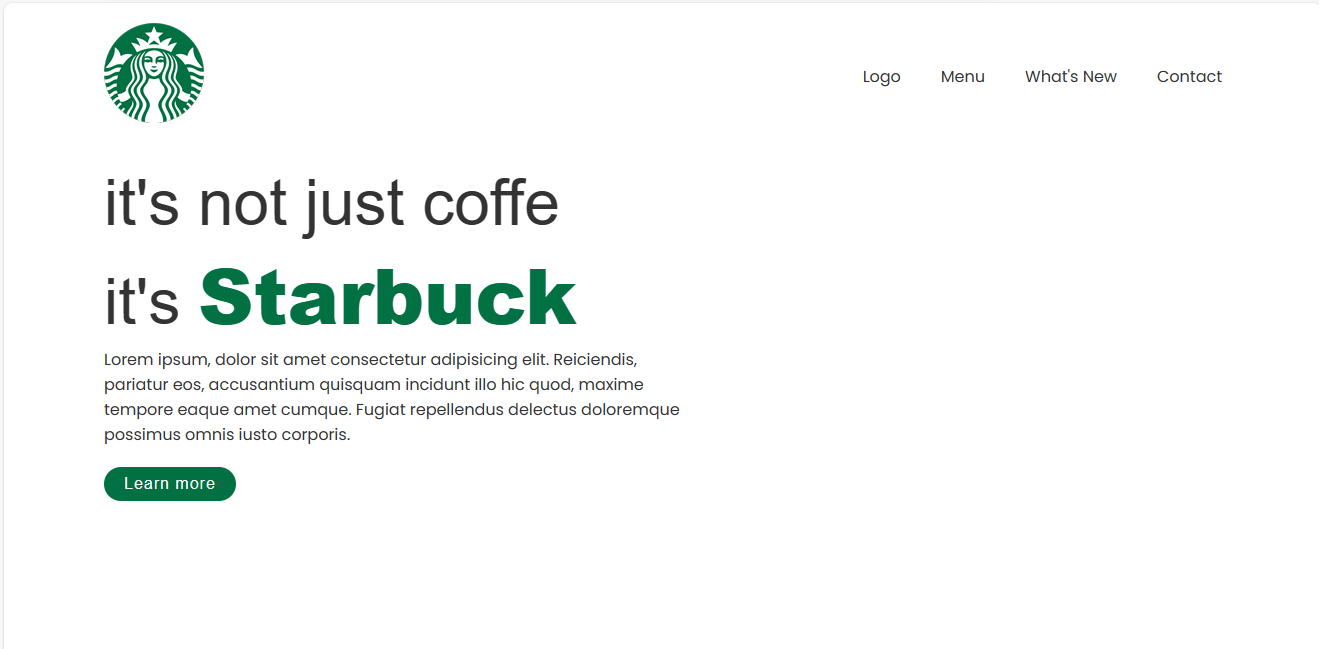 Logo Menu What's New Contact
it's not just coffe
it's Starbuck
Lorem ipsum, dolor sit amet consectetur adipisicing elit. Reiciendis,
pariatur eos, accusantium quisquam incidunt illo hic quod, maxime
tempore eaque amet cumque. Fugiat repellendus delectus doloremque
possimus omnis iusto corporis.
Learn more